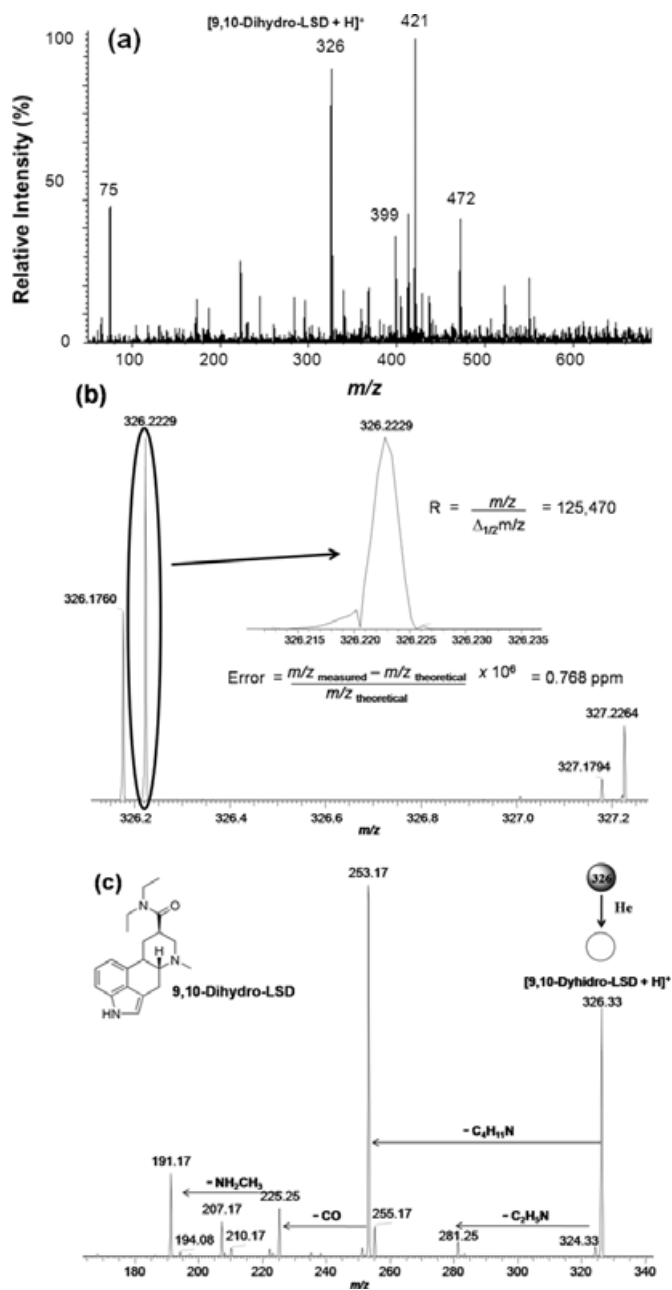 (a)
[9,10-Dihydro-LSD + H]⁺
Relative Intensity (%)
100
50
0
75
326
399
421
472
100 200 300 400 500 600
m/z
(b)
326.2229
326.1760
326.2229
R = m/z / Δ₁/₂m/z = 125,470
326.215 326.220 326.225 326.230 326.235
Error = m/z measured – m/z theoretical / m/z theoretical x 10⁶ = 0.768 ppm
327.2264
327.1794
326.2 326.4 326.6 326.8 327.0 327.2
m/z
(c)
N
O
H
N
HN
9,10-Dihydro-LSD
253.17
326
He
[9,10-Dyhidro-LSD + H]⁺
326.33
- C₄H₁₁N
191.17
- NH₂CH₃
207.17
225.25
- CO
- C₂H₅N
194.08
210.17
255.17
281.25
324.33
160 180 200 220 240 260 280 300 320 340
m/z